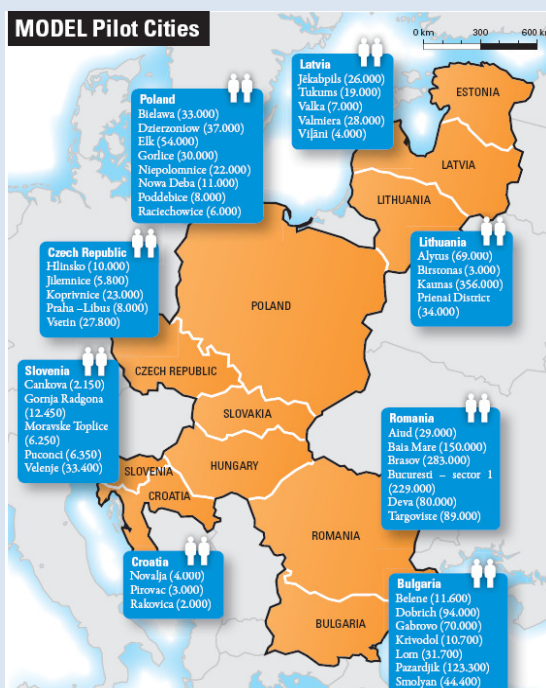 MODEL Pilot Cities
0 km 300 600 km
Latvia
Jēkabpils (26.000)
Tukums (19.000)
Valka (7.000)
Valmiera (28.000)
Viļāni (4.000)
Poland
Bielawa (33.000)
Dzierzoniow (37.000)
Elk (54.000)
Gorlice (30.000)
Niepolomnice (22.000)
Nowa Deba (11.000)
Poddebice (8.000)
Raciechowice (6.000)
ESTONIA
LATVIA
LITHUANIA
Lithuania
Alytus (69.000)
Birstonas (3.000)
Kaunas (356.000)
Prienai District
(34.000)
Czech Republic
Hlinsko (10.000)
Jilemnice (5.800)
Koprivnice (23.000)
Praha –Libus (8.000)
Vsetin (27.800)
POLAND
CZECH REPUBLIC
SLOVAKIA
Slovenia
Cankova (2.150)
Gornja Radgona
(12.450)
Moravske Toplice
(6.250)
Puconci (6.350)
Velenje (33.400)
HUNGARY
SLOVENIA
CROATIA
Romania
Aiud (29.000)
Baia Mare (150.000)
Brasov (283.000)
Bucuresti – sector 1
(229.000)
Deva (80.000)
Targoviste (89.000)
ROMANIA
Croatia
Novalja (4.000)
Pirovac (3.000)
Rakovica (2.000)
BULGARIA
Bulgaria
Belene (11.600)
Dobrich (94.000)
Gabrovo (70.000)
Krivodol (10.700)
Lom (31.700)
Pazardjik (123.300)
Smolyan (44.400)